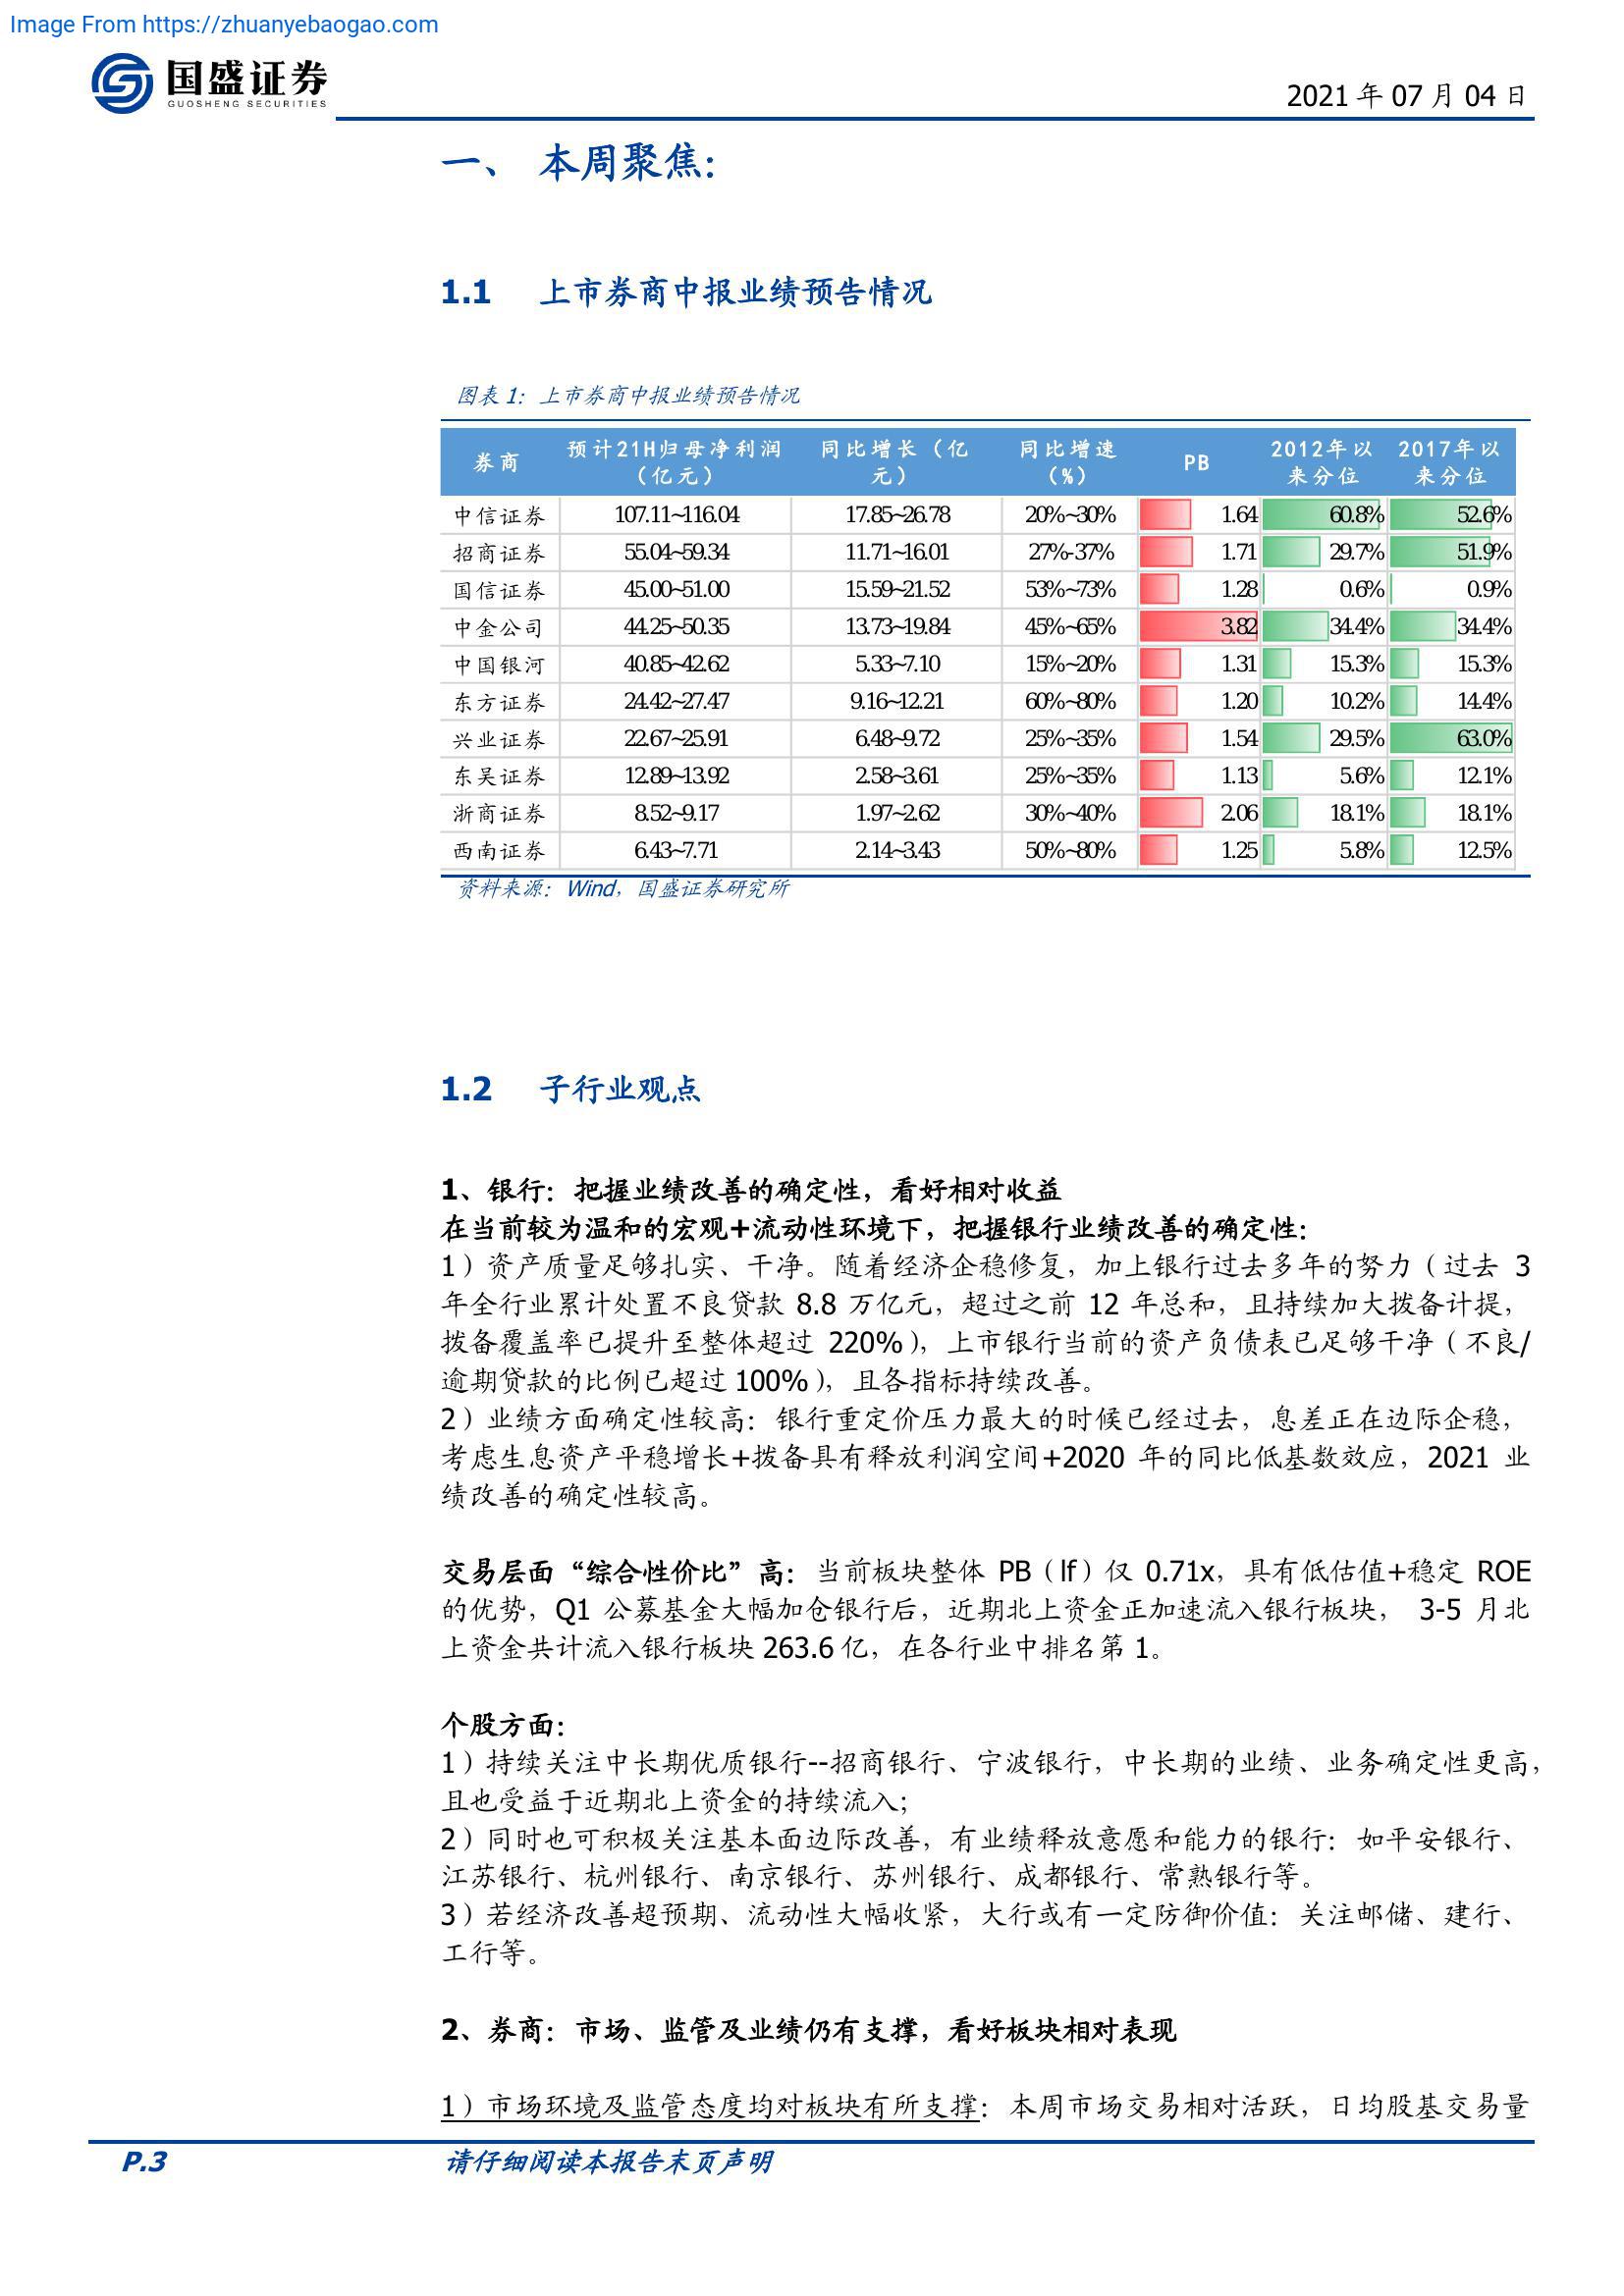 Image From https://zhuanyebaogao.com
国盛证券
GUOSHENG SECURITIES
2021 年 07 月 04 日
一、 本周聚焦：
1.1 上市券商中报业绩预告情况
图表 1：上市券商中报业绩预告情况
券商 预计21H归母净利润（亿元） 同比增长（亿元） 同比增速（%） PB 2012年以来分位 2017年以来分位
中信证券 107.11~116.04 17.85~26.78 20%~30% 1.64 60.8% 52.6%
招商证券 55.04~59.34 11.71~16.01 27%-37% 1.71 29.7% 51.9%
国信证券 45.00~51.00 15.59~21.52 53%~73% 1.28 0.6% 0.9%
中金公司 44.25~50.35 13.73~19.84 45%~65% 3.82 34.4% 34.4%
中国银河 40.85~42.62 5.33~7.10 15%~20% 1.31 15.3% 15.3%
东方证券 24.42~27.47 9.16~12.21 60%~80% 1.20 10.2% 14.4%
兴业证券 22.67~25.91 6.48~9.72 25%~35% 1.54 29.5% 63.0%
东吴证券 12.89~13.92 2.58~3.61 25%~35% 1.13 5.6% 12.1%
浙商证券 8.52~9.17 1.97~2.62 30%~40% 2.06 18.1% 18.1%
西南证券 6.43~7.71 2.14~3.43 50%~80% 1.25 5.8% 12.5%
资料来源：Wind，国盛证券研究所
1.2 子行业观点
1、银行：把握业绩改善的确定性，看好相对收益
在当前较为温和的宏观+流动性环境下，把握银行业绩改善的确定性：
1）资产质量足够扎实、干净。随着经济企稳修复，加上银行过去多年的努力（过去 3
年全行业累计处置不良贷款 8.8 万亿元，超过之前 12 年总和，且持续加大拨备计提，
拨备覆盖率已提升至整体超过 220%），上市银行当前的资产负债表已足够干净（不良/
逾期贷款的比例已超过 100%），且各指标持续改善。
2）业绩方面确定性较高：银行重定价压力最大的时候已经过去，息差正在边际企稳，
考虑生息资产平稳增长+拨备具有释放利润空间+2020 年的同比低基数效应，2021 业
绩改善的确定性较高。
交易层面“综合性价比”高：当前板块整体 PB（lf）仅 0.71x，具有低估值+稳定 ROE
的优势，Q1 公募基金大幅加仓银行后，近期北上资金正加速流入银行板块， 3-5 月北
上资金共计流入银行板块 263.6 亿，在各行业中排名第 1。
个股方面：
1）持续关注中长期优质银行--招商银行、宁波银行，中长期的业绩、业务确定性更高，
且也受益于近期北上资金的持续流入；
2）同时也可积极关注基本面边际改善，有业绩释放意愿和能力的银行：如平安银行、
江苏银行、杭州银行、南京银行、苏州银行、成都银行、常熟银行等。
3）若经济改善超预期、流动性大幅收紧，大行或有一定防御价值：关注邮储、建行、
工行等。
2、券商：市场、监管及业绩仍有支撑，看好板块相对表现
1）市场环境及监管态度均对板块有所支撑：本周市场交易相对活跃，日均股基交易量
P.3 请仔细阅读本报告末页声明